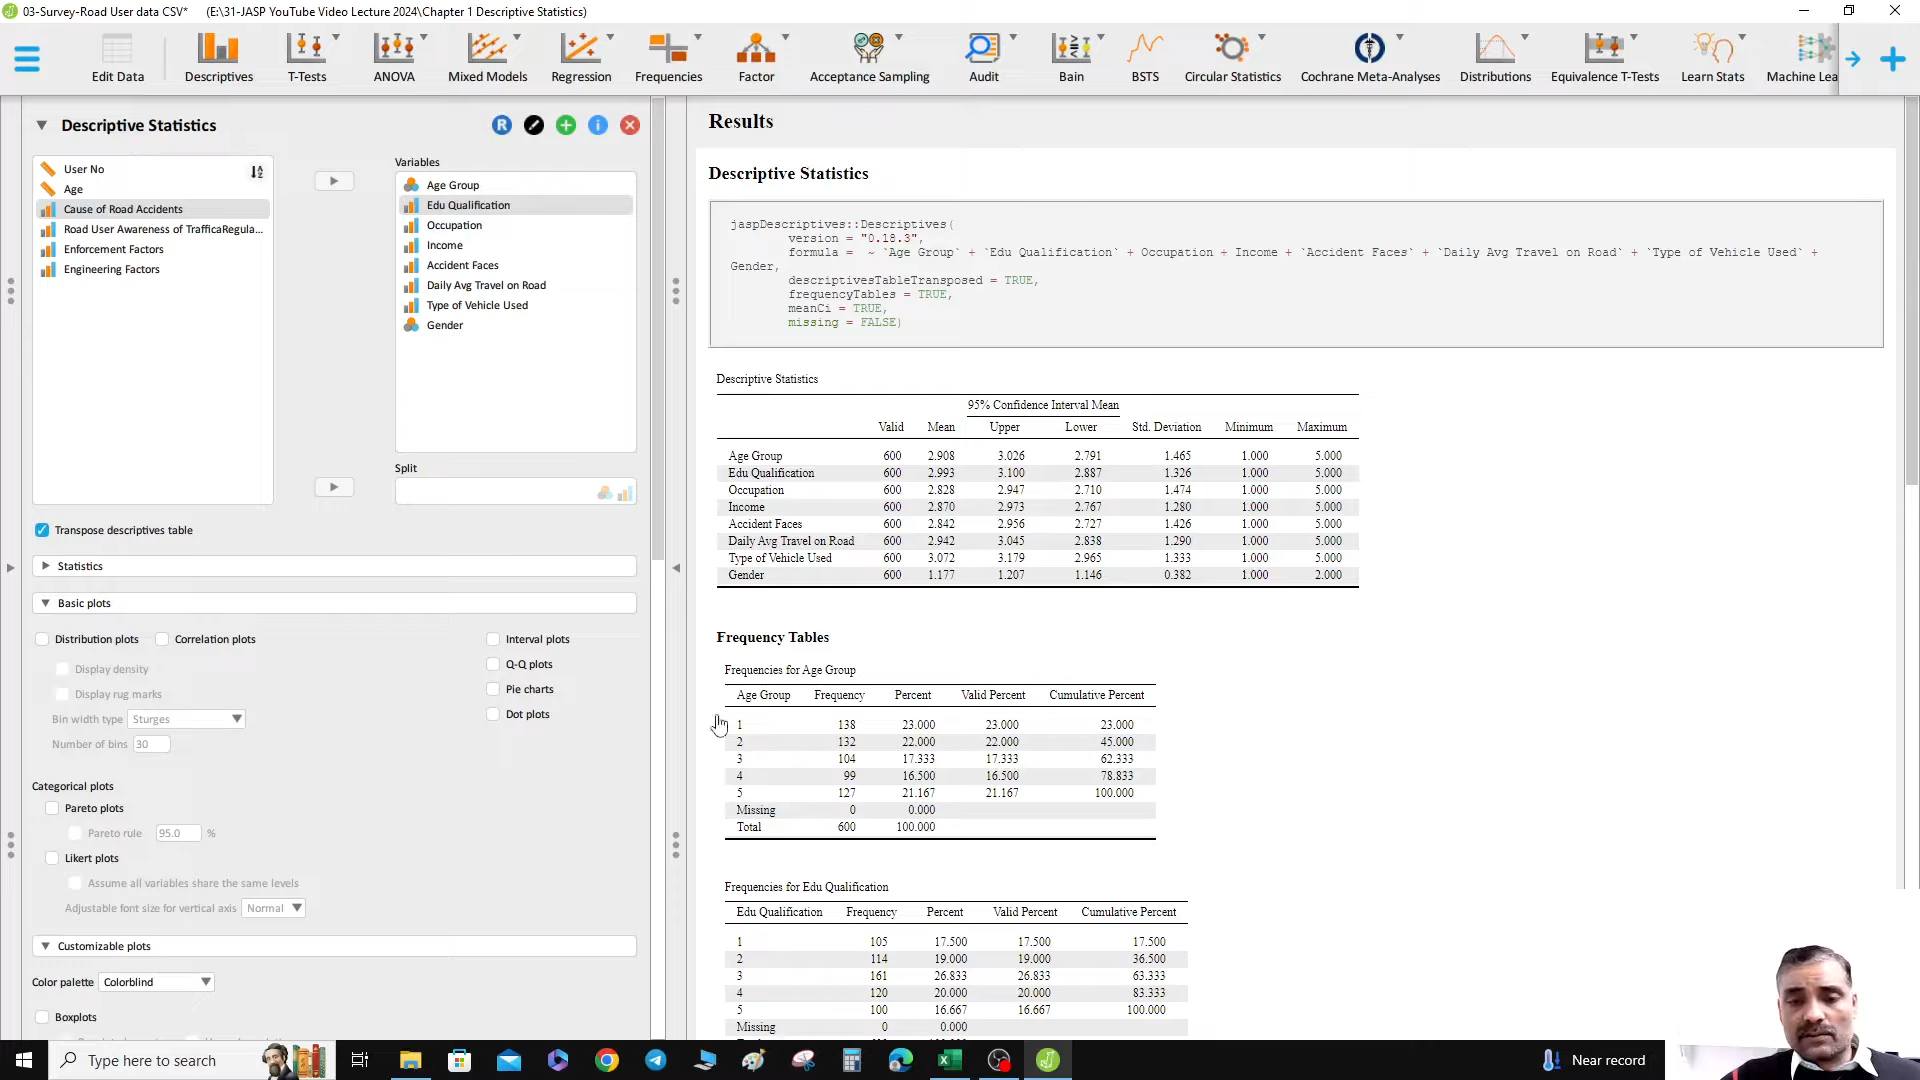 03-Survey-Road User data CSV* (E:\31-JASP YouTube Video Lecture 2024\Chapter 1 Descriptive Statistics)
Edit Data Descriptives T-Tests ANOVA Mixed Models Regression Frequencies Factor Acceptance Sampling Audit Bain BSTS Circular Statistics Cochrane Meta-Analyses Distributions Equivalence T-Tests Learn Stats Machine Lea
Descriptive Statistics
R
User No
Age
Cause of Road Accidents
Road User Awareness of TrafficaRegula...
Enforcement Factors
Engineering Factors
Variables
Age Group
Edu Qualification
Occupation
Income
Accident Faces
Daily Avg Travel on Road
Type of Vehicle Used
Gender
Split
Transpose descriptives table
Statistics
Basic plots
Distribution plots Correlation plots Interval plots
Display density Q-Q plots
Display rug marks Pie charts
Bin width type Sturges Dot plots
Number of bins 30
Categorical plots
Pareto plots
Pareto rule 95.0 %
Likert plots
Assume all variables share the same levels
Adjustable font size for vertical axis Normal
Customizable plots
Color palette Colorblind
Boxplots
Results
Descriptive Statistics
jaspDescriptives::Descriptives(
version = "0.18.3",
formula = ~ `Age Group` + `Edu Qualification` + Occupation + Income + `Accident Faces` + `Daily Avg Travel on Road` + `Type of Vehicle Used` +
Gender,
descriptivesTableTransposed = TRUE,
frequencyTables = TRUE,
meanCi = TRUE,
missing = FALSE)
Descriptive Statistics
95% Confidence Interval Mean
Valid Mean Upper Lower Std. Deviation Minimum Maximum
Age Group 600 2.908 3.026 2.791 1.465 1.000 5.000
Edu Qualification 600 2.993 3.100 2.887 1.326 1.000 5.000
Occupation 600 2.828 2.947 2.710 1.474 1.000 5.000
Income 600 2.870 2.973 2.767 1.280 1.000 5.000
Accident Faces 600 2.842 2.956 2.727 1.426 1.000 5.000
Daily Avg Travel on Road 600 2.942 3.045 2.838 1.290 1.000 5.000
Type of Vehicle Used 600 3.072 3.179 2.965 1.333 1.000 5.000
Gender 600 1.177 1.207 1.146 0.382 1.000 2.000
Frequency Tables
Frequencies for Age Group
Age Group Frequency Percent Valid Percent Cumulative Percent
1 138 23.000 23.000 23.000
2 132 22.000 22.000 45.000
3 104 17.333 17.333 62.333
4 99 16.500 16.500 78.833
5 127 21.167 21.167 100.000
Missing 0 0.000
Total 600 100.000
Frequencies for Edu Qualification
Edu Qualification Frequency Percent Valid Percent Cumulative Percent
1 105 17.500 17.500 17.500
2 114 19.000 19.000 36.500
3 161 26.833 26.833 63.333
4 120 20.000 20.000 83.333
5 100 16.667 16.667 100.000
Missing 0 0.000
Type here to search
Near record